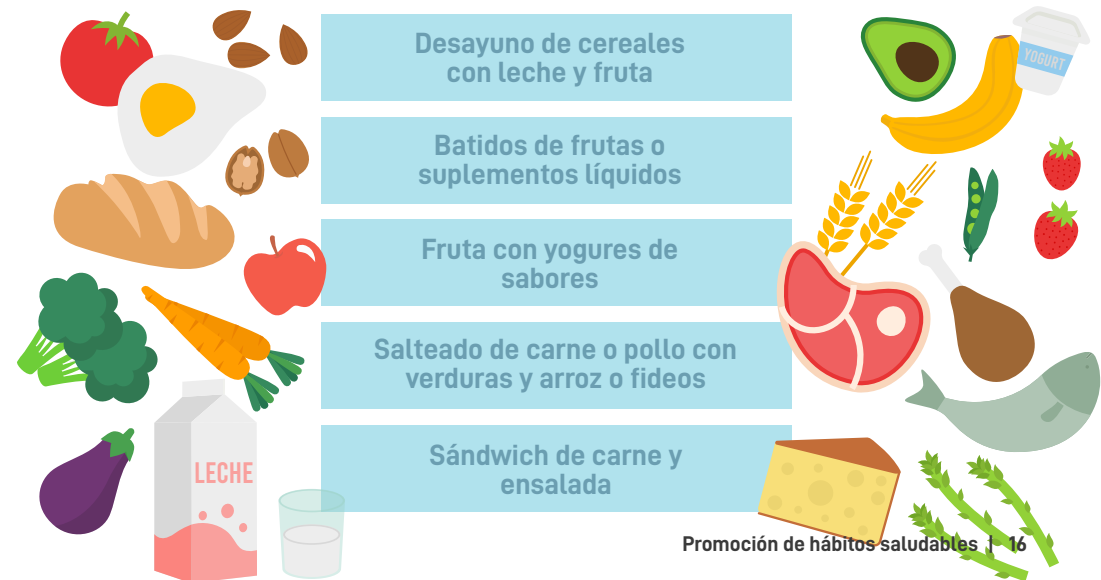 Desayuno de cereales
con leche y fruta
YOGURT
Batidos de frutas o
suplementos líquidos
Fruta con yogures de
sabores
Salteado de carne o pollo con
verduras y arroz o fideos
Sándwich de carne y
ensalada
LECHE
Promoción de hábitos saludables | 16